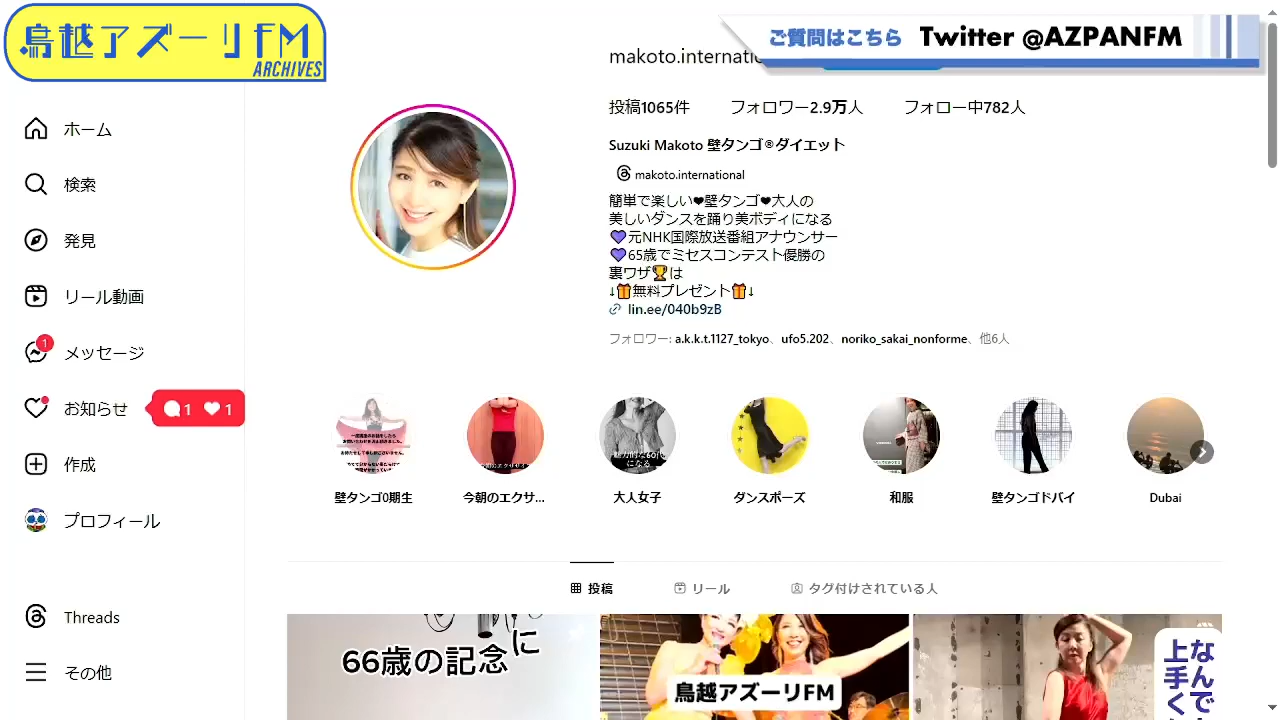 鳥越アズーリFM
ARCHIVES
ご質問はこちら Twitter @AZPANFM
makoto.internatio
投稿1065件 フォロワー2.9万人 フォロー中782人
Suzuki Makoto 壁タンゴ®ダイエット
makoto.international
簡単で楽しい❤壁タンゴ❤大人の
美しいダンスを踊り美ボディになる
💜元NHK国際放送番組アナウンサー
💜65歳でミセスコンテスト優勝の
裏ワザ🏆は
↓🎁無料プレゼント🎁↓
lin.ee/040b9zB
フォロワー: a.k.k.t.1127_tokyo、ufo5.202、noriko_sakai_nonforme、他6人
ホーム
検索
発見
リール動画
1
メッセージ
お知らせ
1 1
作成
プロフィール
Threads
その他
壁タンゴ0期生
今朝のエクサ...
大人女子
ダンスポーズ
和服
壁タンゴドバイ
Dubai
投稿 リール タグ付けされている人
66歳の記念に
鳥越アズーリFM
なんで
上手く